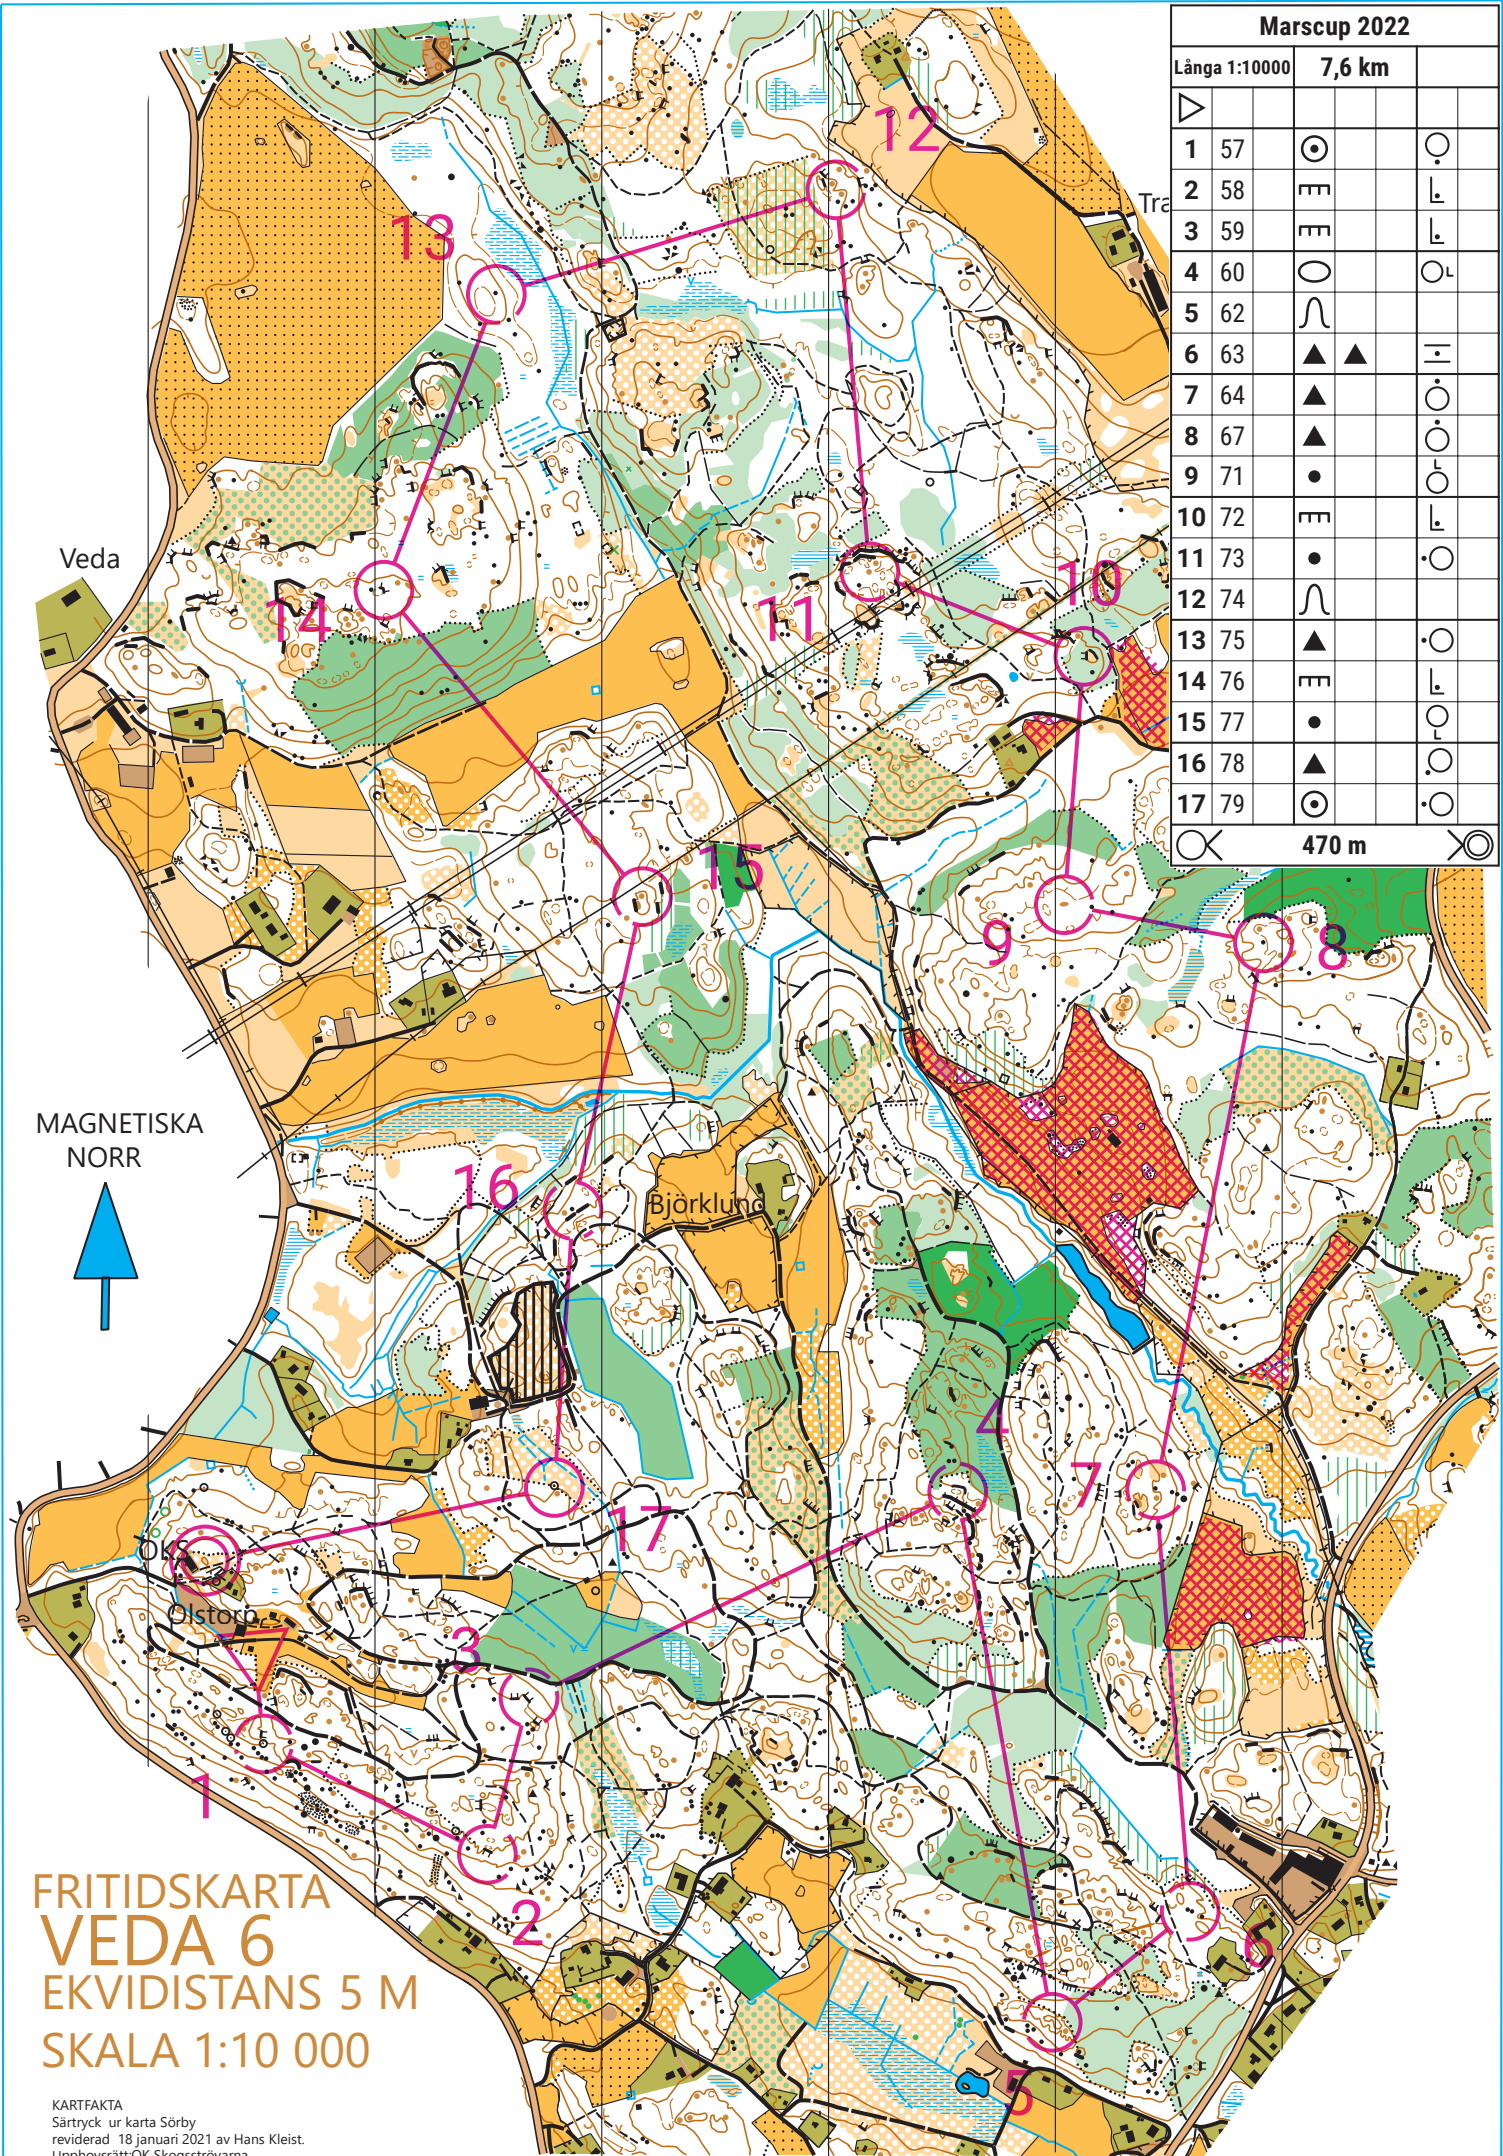 Marscup 2022
Långa 1:10000 7,6 km
1 57
2 58
3 59
4 60
5 62
6 63
7 64
8 67
9 71
10 72
11 73
12 74
13 75
14 76
15 77
16 78
17 79
470 m
Tra
12
13
Veda
14
11
10
15
9
8
MAGNETISKA
NORR
16
Björklund
4
7
17
OKS
Olstorp
3
1
2
6
5
FRITIDSKARTA
VEDA 6
EKVIDISTANS 5 M
SKALA 1:10 000
KARTFAKTA
Särtryck ur karta Sörby
reviderad 18 januari 2021 av Hans Kleist.
Upphovsrätt:OK Skogsströvarna